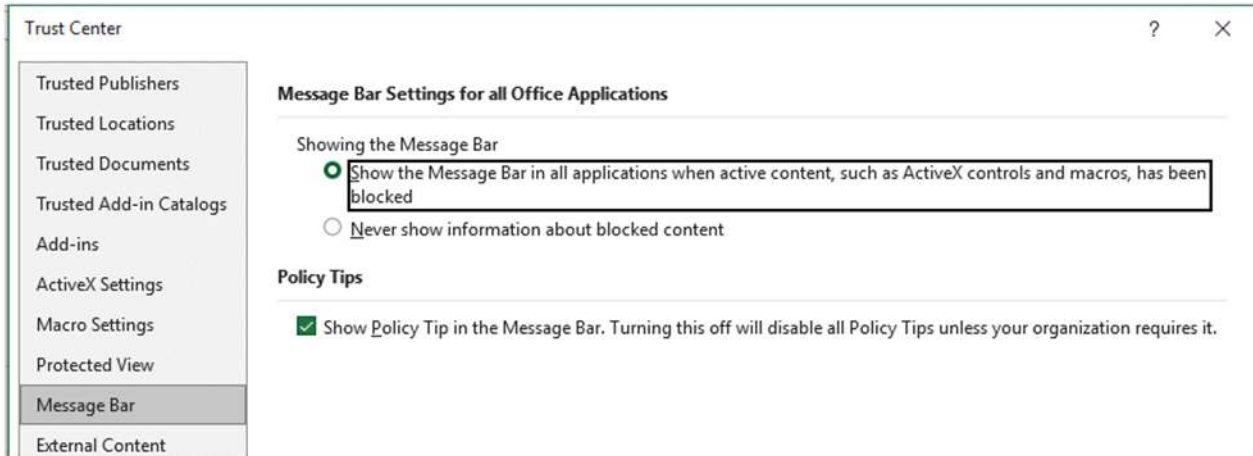 Trust Center
Trusted Publishers
Trusted Locations
Trusted Documents
Trusted Add-in Catalogs
Add-ins
ActiveX Settings
Macro Settings
Protected View
Message Bar
External Content
Message Bar Settings for all Office Applications
Showing the Message Bar
Show the Message Bar in all applications when active content, such as ActiveX controls and macros, has been
blocked
Never show information about blocked content
Policy Tips
Show Policy Tip in the Message Bar. Turning this off will disable all Policy Tips unless your organization requires it.